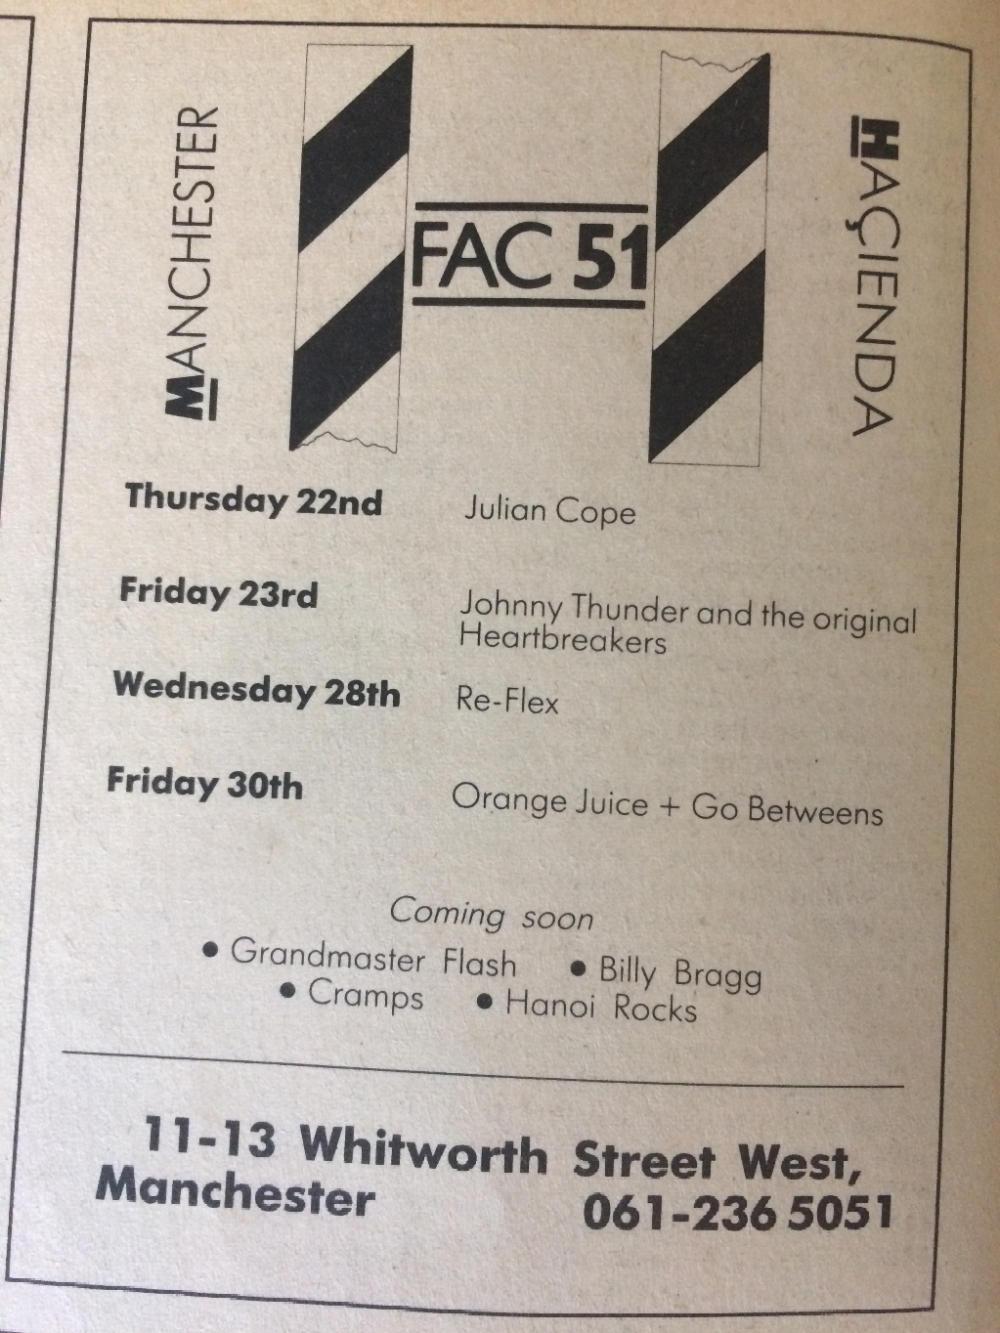 MANCHESTER
FAC 51
HAÇIENDA
Thursday 22nd Julian Cope
Friday 23rd Johnny Thunder and the original
Heartbreakers
Wednesday 28th Re-Flex
Friday 30th Orange Juice + Go Betweens
Coming soon
• Grandmaster Flash • Billy Bragg
• Cramps • Hanoi Rocks
11-13 Whitworth Street West,
Manchester 061-236 5051